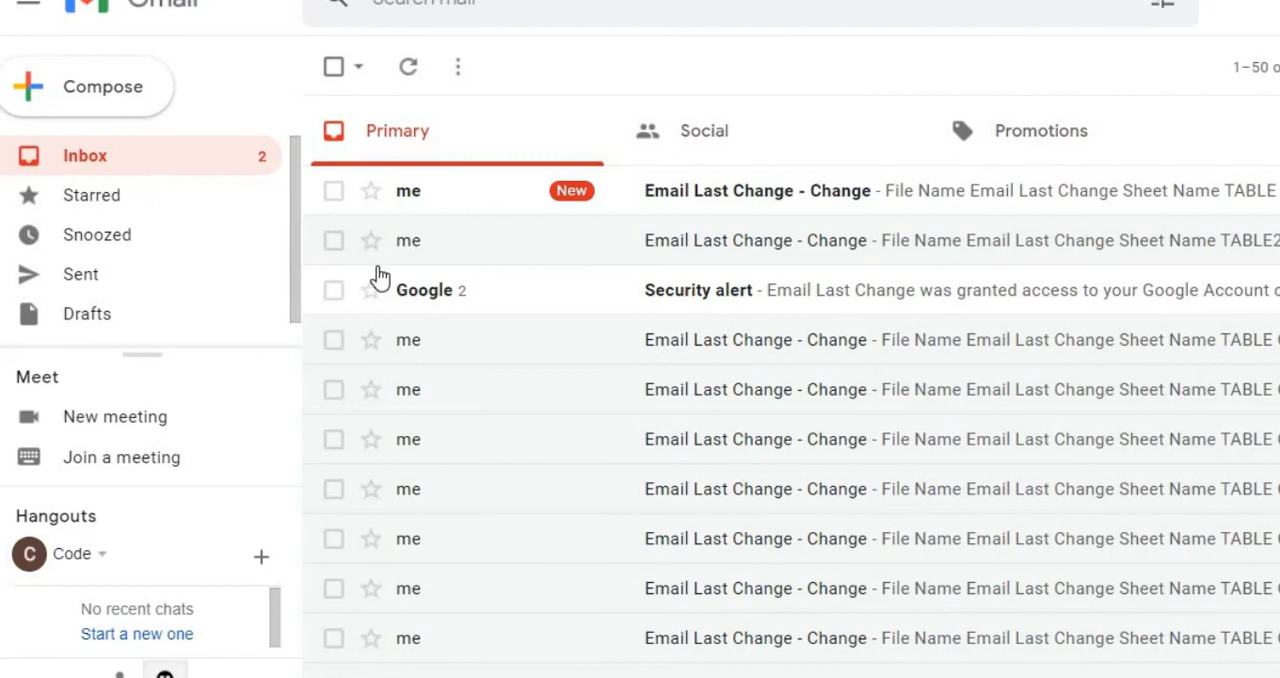 Gmail
Search mail
1–50
Compose
Primary
Social
Promotions
Inbox 2
Starred
Snoozed
Sent
Drafts
me New Email Last Change - Change - File Name Email Last Change Sheet Name TABLE
me Email Last Change - Change - File Name Email Last Change Sheet Name TABLE2
Google 2 Security alert - Email Last Change was granted access to your Google Account
me Email Last Change - Change - File Name Email Last Change Sheet Name TABLE
me Email Last Change - Change - File Name Email Last Change Sheet Name TABLE
me Email Last Change - Change - File Name Email Last Change Sheet Name TABLE
me Email Last Change - Change - File Name Email Last Change Sheet Name TABLE
me Email Last Change - Change - File Name Email Last Change Sheet Name TABLE
me Email Last Change - Change - File Name Email Last Change Sheet Name TABLE
me Email Last Change - Change - File Name Email Last Change Sheet Name TABLE
Meet
New meeting
Join a meeting
Hangouts
C Code
No recent chats
Start a new one